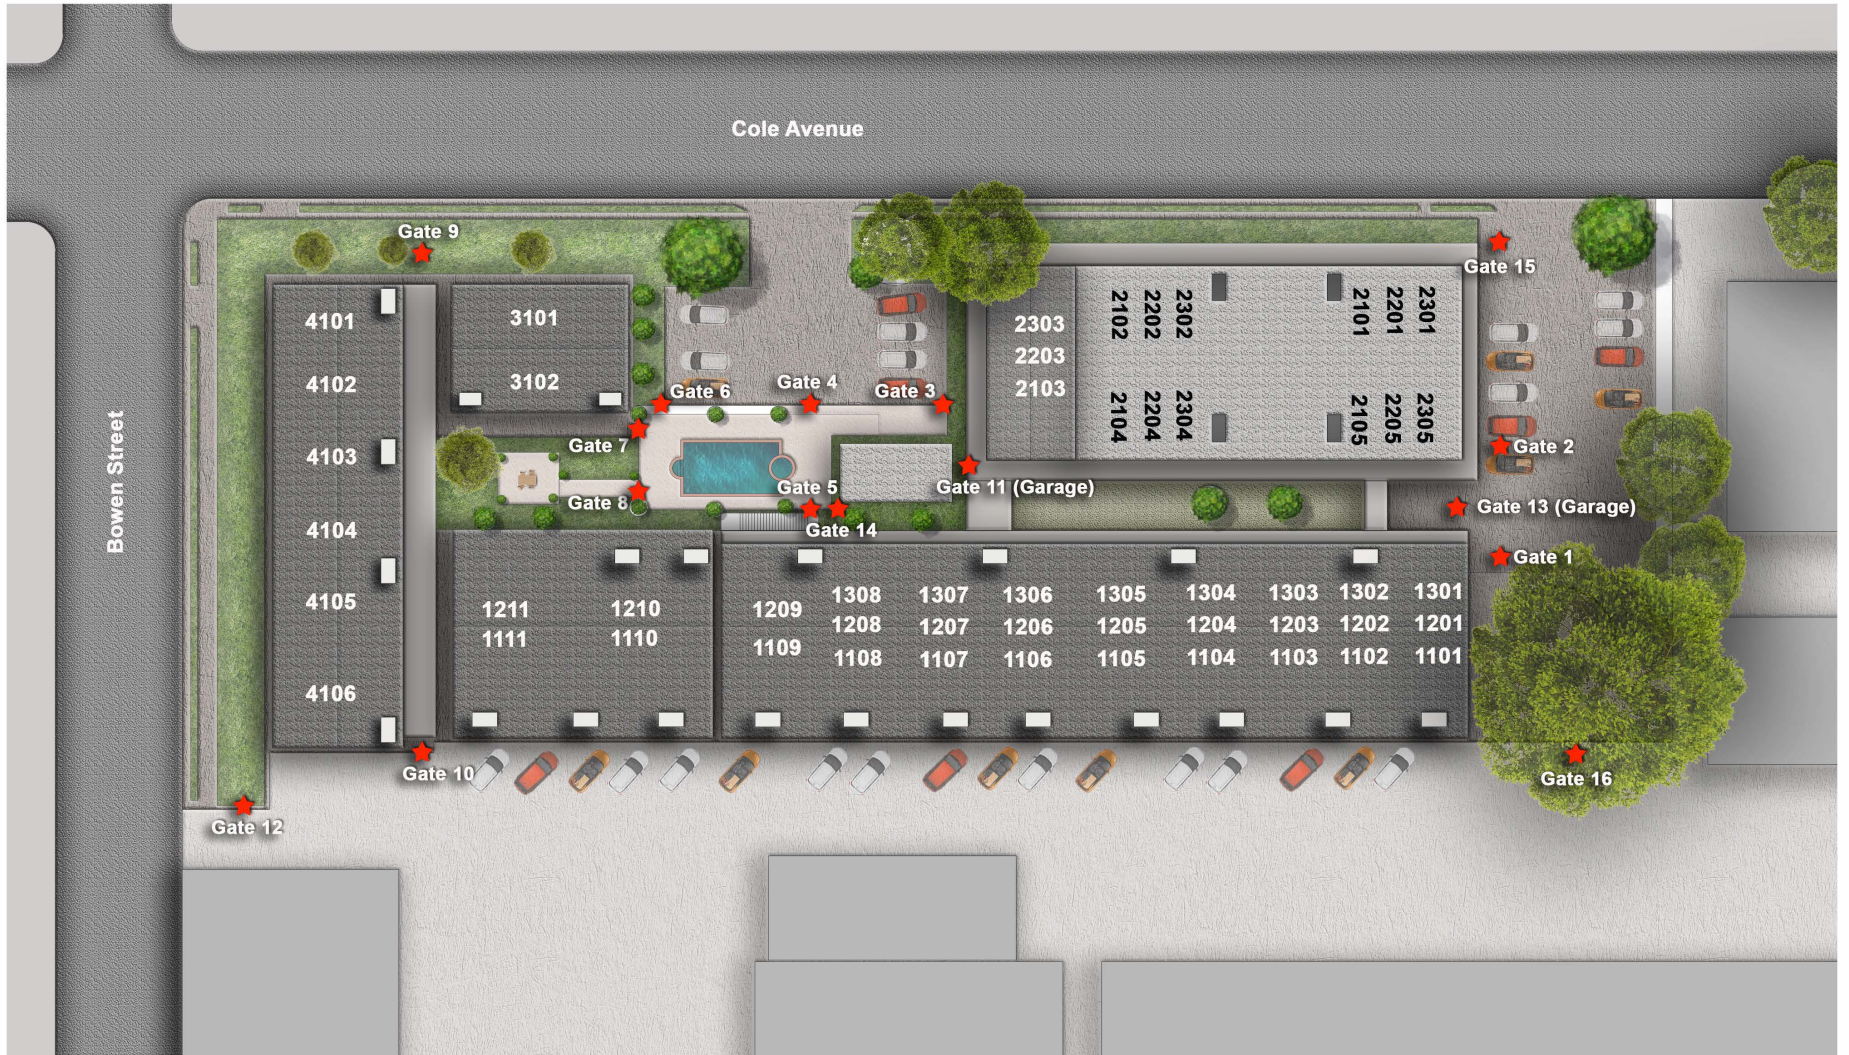 Cole Avenue
Bowen Street
Gate 9
Gate 15
4101
4102
4103
4104
4105
4106
3101
3102
2303
2203
2103
2102
2202
2302
2101
2201
2301
2104
2204
2304
2105
2205
2305
Gate 6
Gate 4
Gate 3
Gate 7
Gate 8
Gate 5
Gate 14
Gate 11 (Garage)
Gate 2
Gate 13 (Garage)
Gate 1
1211
1111
1210
1110
1209
1109
1308
1208
1108
1307
1207
1107
1306
1206
1106
1305
1205
1105
1304
1204
1104
1303
1203
1103
1302
1202
1102
1301
1201
1101
Gate 10
Gate 16
Gate 12